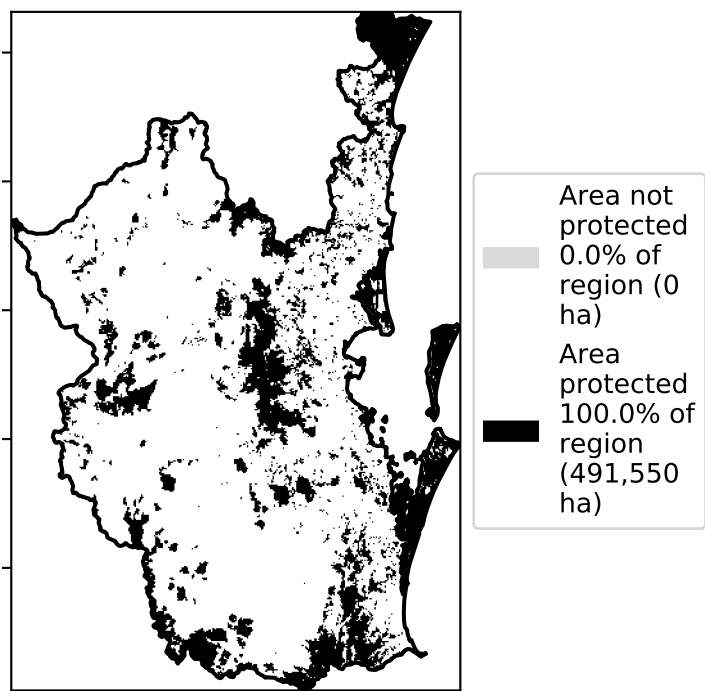 Area not
protected
0.0% of
region (0
ha)
Area
protected
100.0% of
region
(491,550
ha)